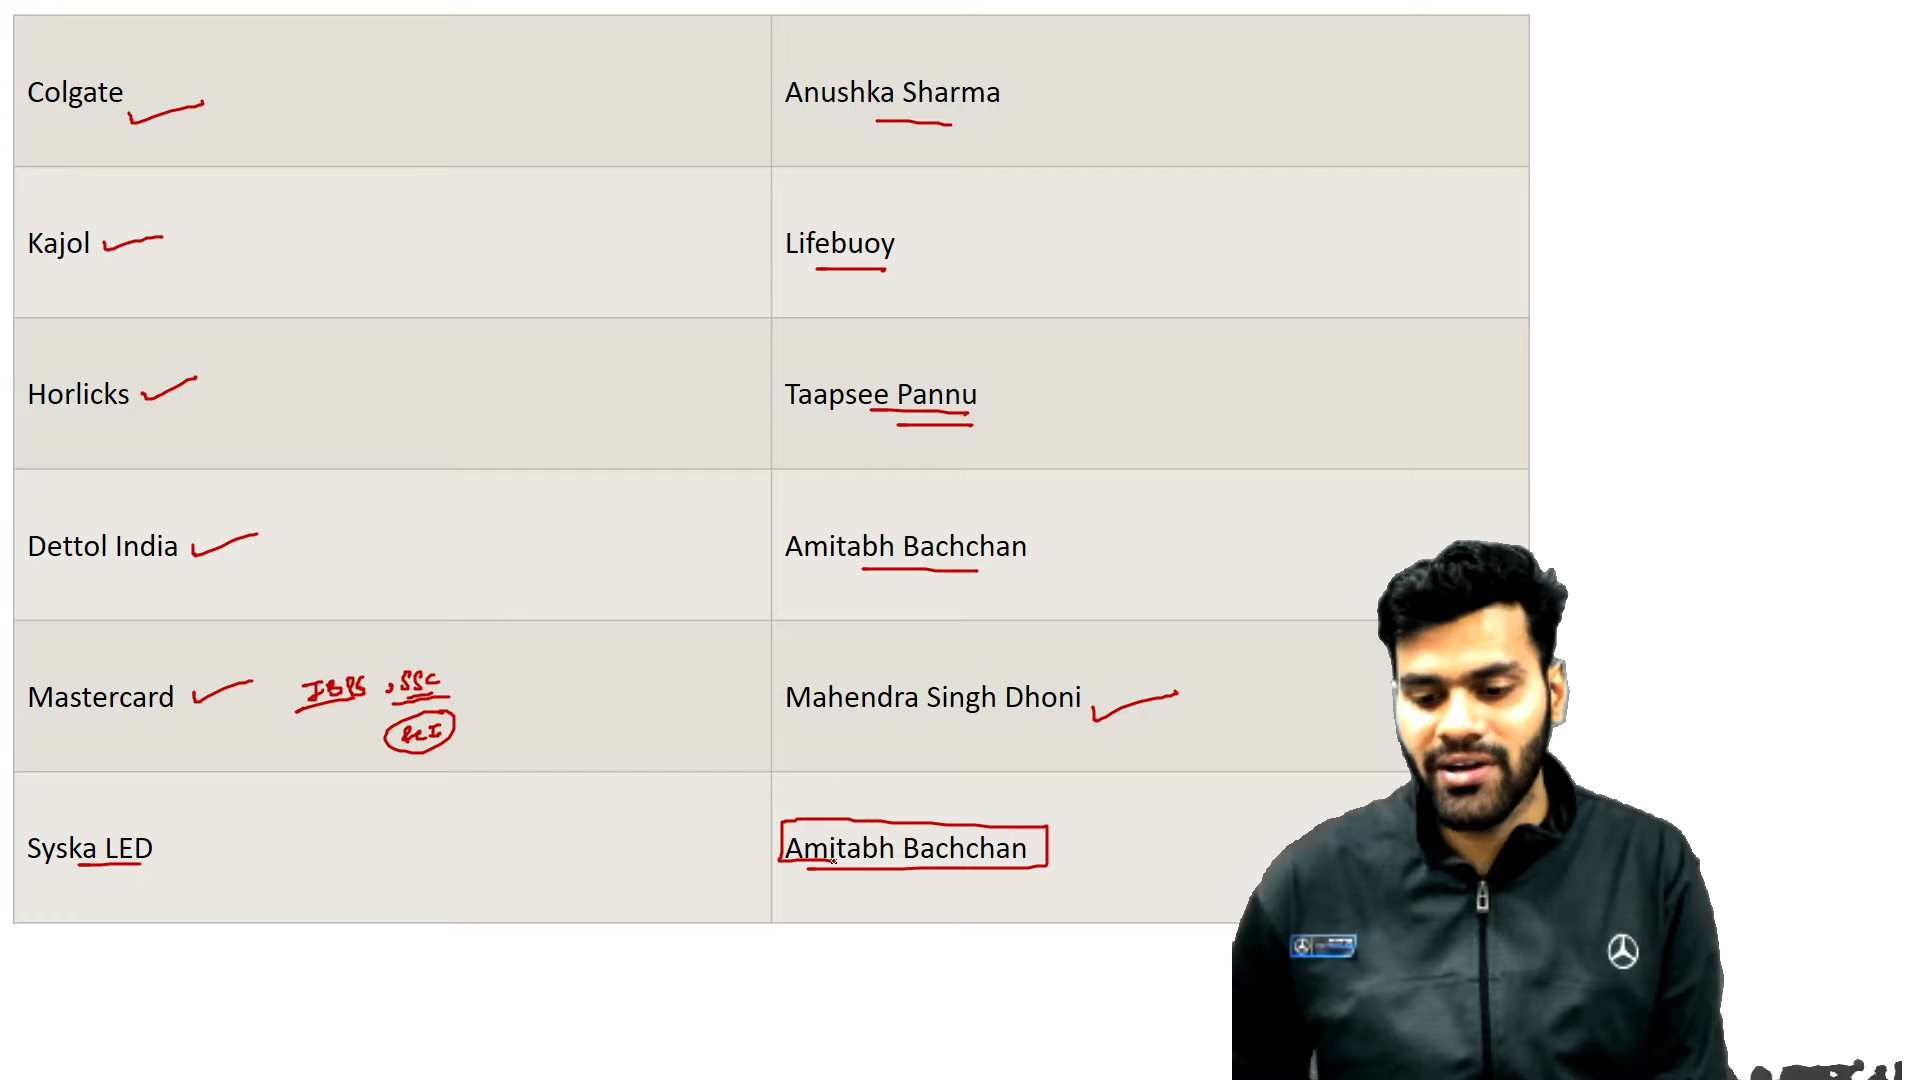 Colgate Anushka Sharma
Kajol Lifebuoy
Horlicks Taapsee Pannu
Dettol India Amitabh Bachchan
Mastercard IBPS , SSC Mahendra Singh Dhoni
Syska LED Amitabh Bachchan